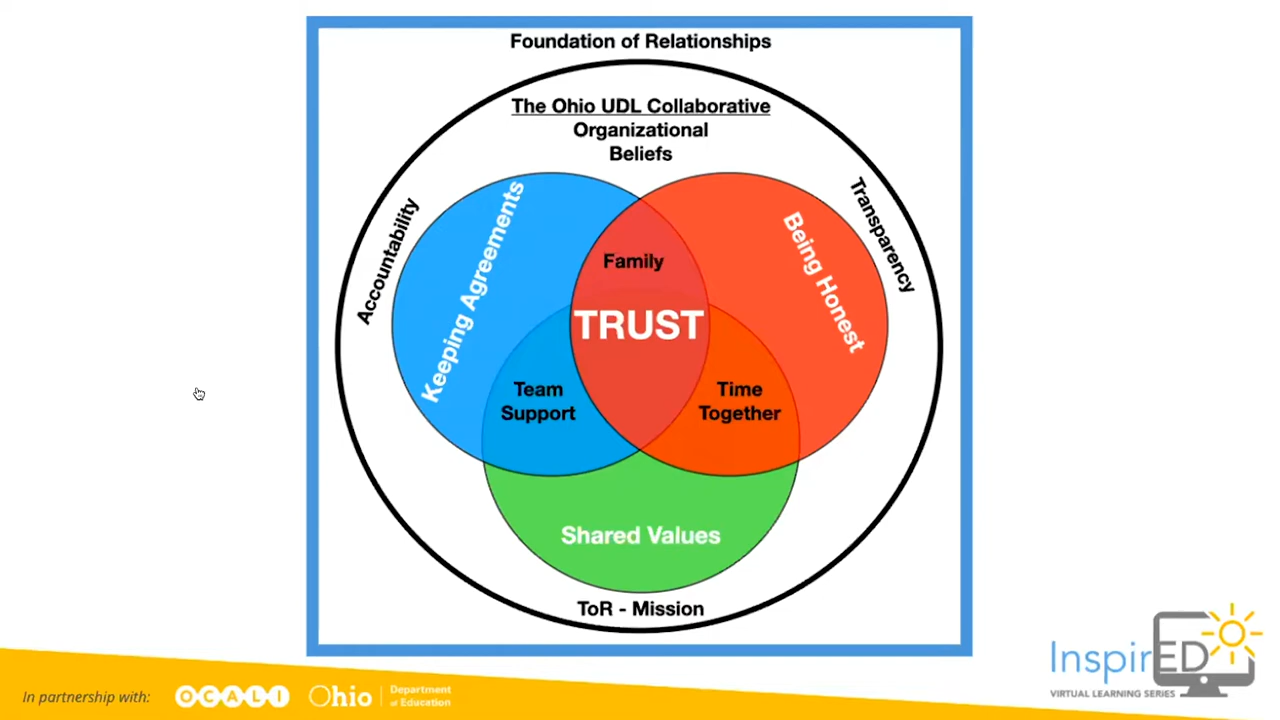 Foundation of Relationships
The Ohio UDL Collaborative
Organizational
Beliefs
Accountability
Transparency
Keeping Agreements
Being Honest
Family
TRUST
Team
Support
Time
Together
Shared Values
ToR - Mission
In partnership with:
OCALI
Ohio
Department
of Education
InspirED
VIRTUAL LEARNING SERIES